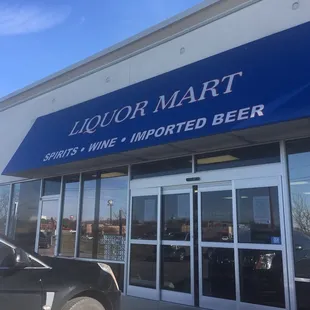 LIQUOR MART
SPIRITS • WINE • IMPORTED BEER